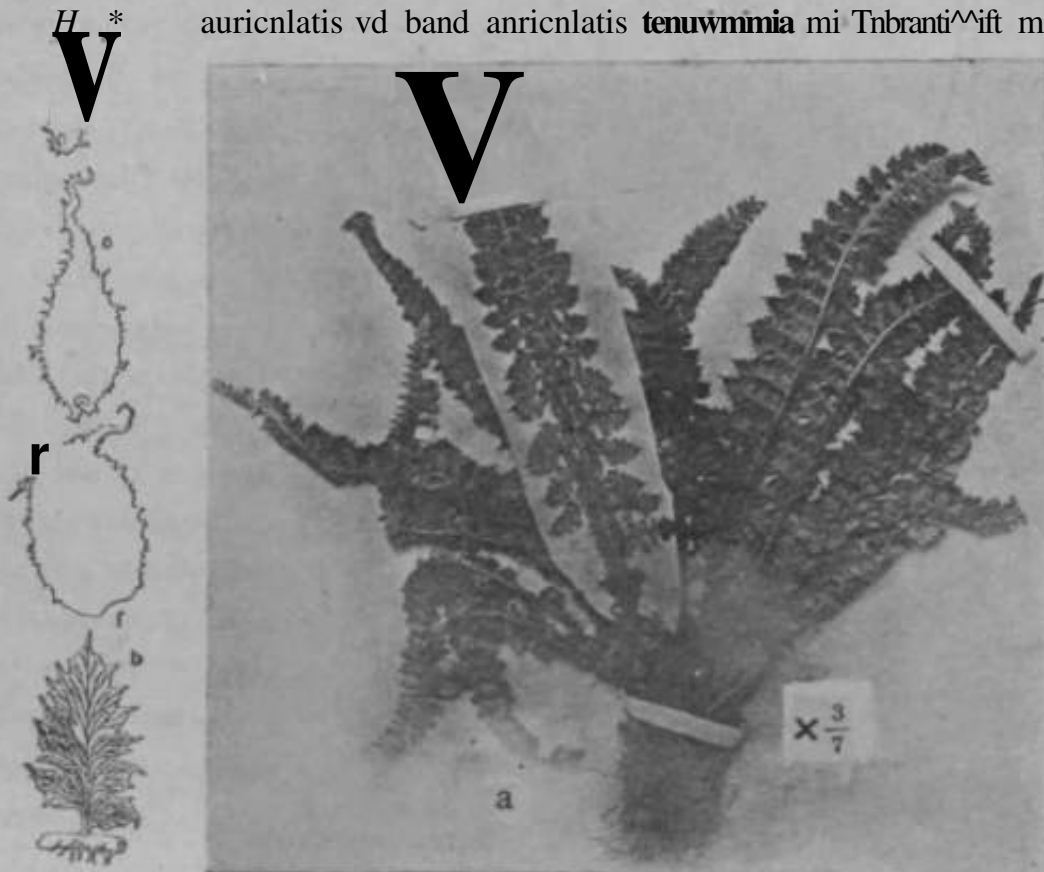 H *
auricnlatis vd band anricnlatis tenuwmmia mi Tnbranti^^ift m
V
V
r
a
b
× 3/7